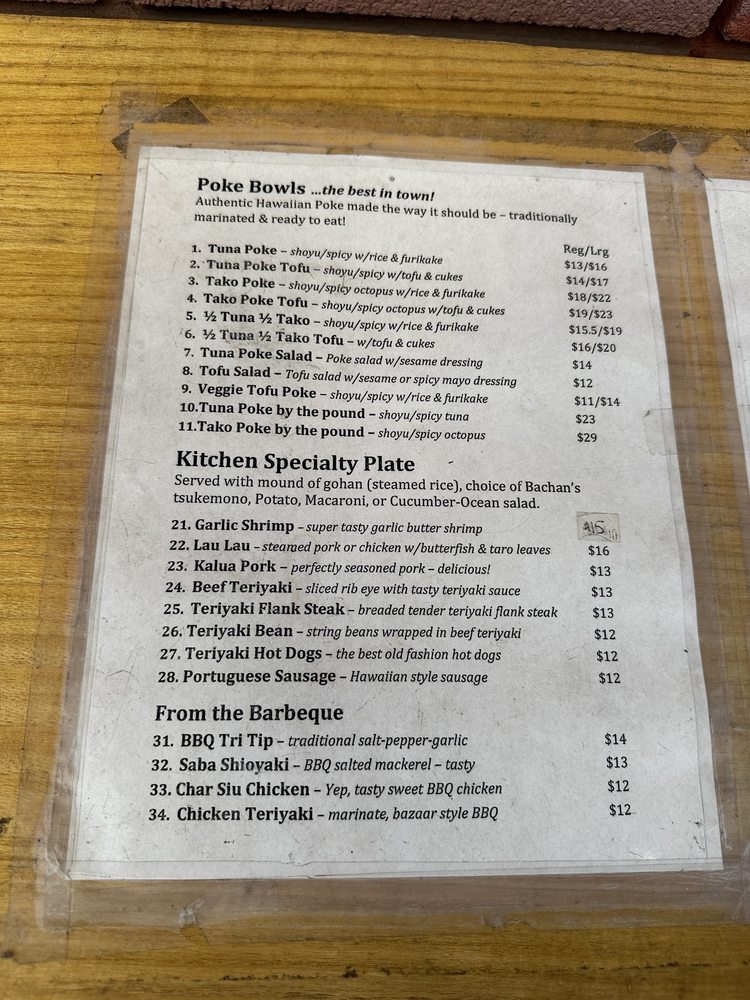 Poke Bowls ...the best in town!
Authentic Hawaiian Poke made the way it should be – traditionally
marinated & ready to eat!
Reg/Lrg
1. Tuna Poke – shoyu/spicy w/rice & furikake $13/$16
2. Tuna Poke Tofu – shoyu/spicy w/tofu & cukes $14/$17
3. Tako Poke – shoyu/spicy octopus w/rice & furikake $18/$22
4. Tako Poke Tofu – shoyu/spicy octopus w/tofu & cukes $19/$23
5. ½ Tuna ½ Tako – shoyu/spicy w/rice & furikake $15.5/$19
6. ½ Tuna ½ Tako Tofu – w/tofu & cukes $16/$20
7. Tuna Poke Salad – Poke salad w/sesame dressing $14
8. Tofu Salad – Tofu salad w/sesame or spicy mayo dressing $12
9. Veggie Tofu Poke – shoyu/spicy w/rice & furikake $11/$14
10.Tuna Poke by the pound – shoyu/spicy tuna $23
11.Tako Poke by the pound – shoyu/spicy octopus $29
Kitchen Specialty Plate
Served with mound of gohan (steamed rice), choice of Bachan's
tsukemono, Potato, Macaroni, or Cucumber-Ocean salad.
21. Garlic Shrimp – super tasty garlic butter shrimp
22. Lau Lau – steamed pork or chicken w/butterfish & taro leaves $16
23. Kalua Pork – perfectly seasoned pork – delicious! $13
24. Beef Teriyaki – sliced rib eye with tasty teriyaki sauce $13
25. Teriyaki Flank Steak – breaded tender teriyaki flank steak $13
26. Teriyaki Bean – string beans wrapped in beef teriyaki $12
27. Teriyaki Hot Dogs – the best old fashion hot dogs $12
28. Portuguese Sausage – Hawaiian style sausage $12
From the Barbeque
31. BBQ Tri Tip – traditional salt-pepper-garlic $14
32. Saba Shioyaki – BBQ salted mackerel – tasty $13
33. Char Siu Chicken – Yep, tasty sweet BBQ chicken $12
34. Chicken Teriyaki – marinate, bazaar style BBQ $12